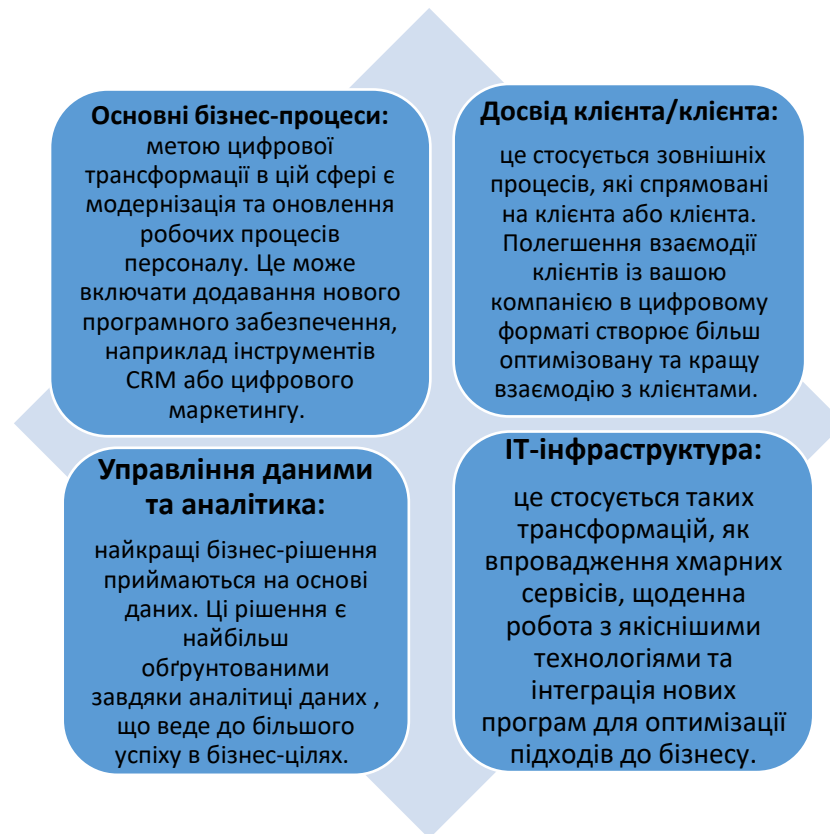 Основні бізнес-процеси:
метою цифрової
трансформації в цій сфері є
модернізація та оновлення
робочих процесів
персоналу. Це може
включати додавання нового
програмного забезпечення,
наприклад інструментів
CRM або цифрового
маркетингу.
Досвід клієнта/клієнта:
це стосується зовнішніх
процесів, які спрямовані
на клієнта або клієнта.
Полегшення взаємодії
клієнтів із вашою
компанією в цифровому
форматі створює більш
оптимізовану та кращу
взаємодію з клієнтами.
Управління даними
та аналітика:
найкращі бізнес-рішення
приймаються на основі
даних. Ці рішення є
найбільш
обґрунтованими
завдяки аналітиці даних ,
що веде до більшого
успіху в бізнес-цілях.
ІТ-інфраструктура:
це стосується таких
трансформацій, як
впровадження хмарних
сервісів, щоденна
робота з якіснішими
технологіями та
інтеграція нових
програм для оптимізації
підходів до бізнесу.